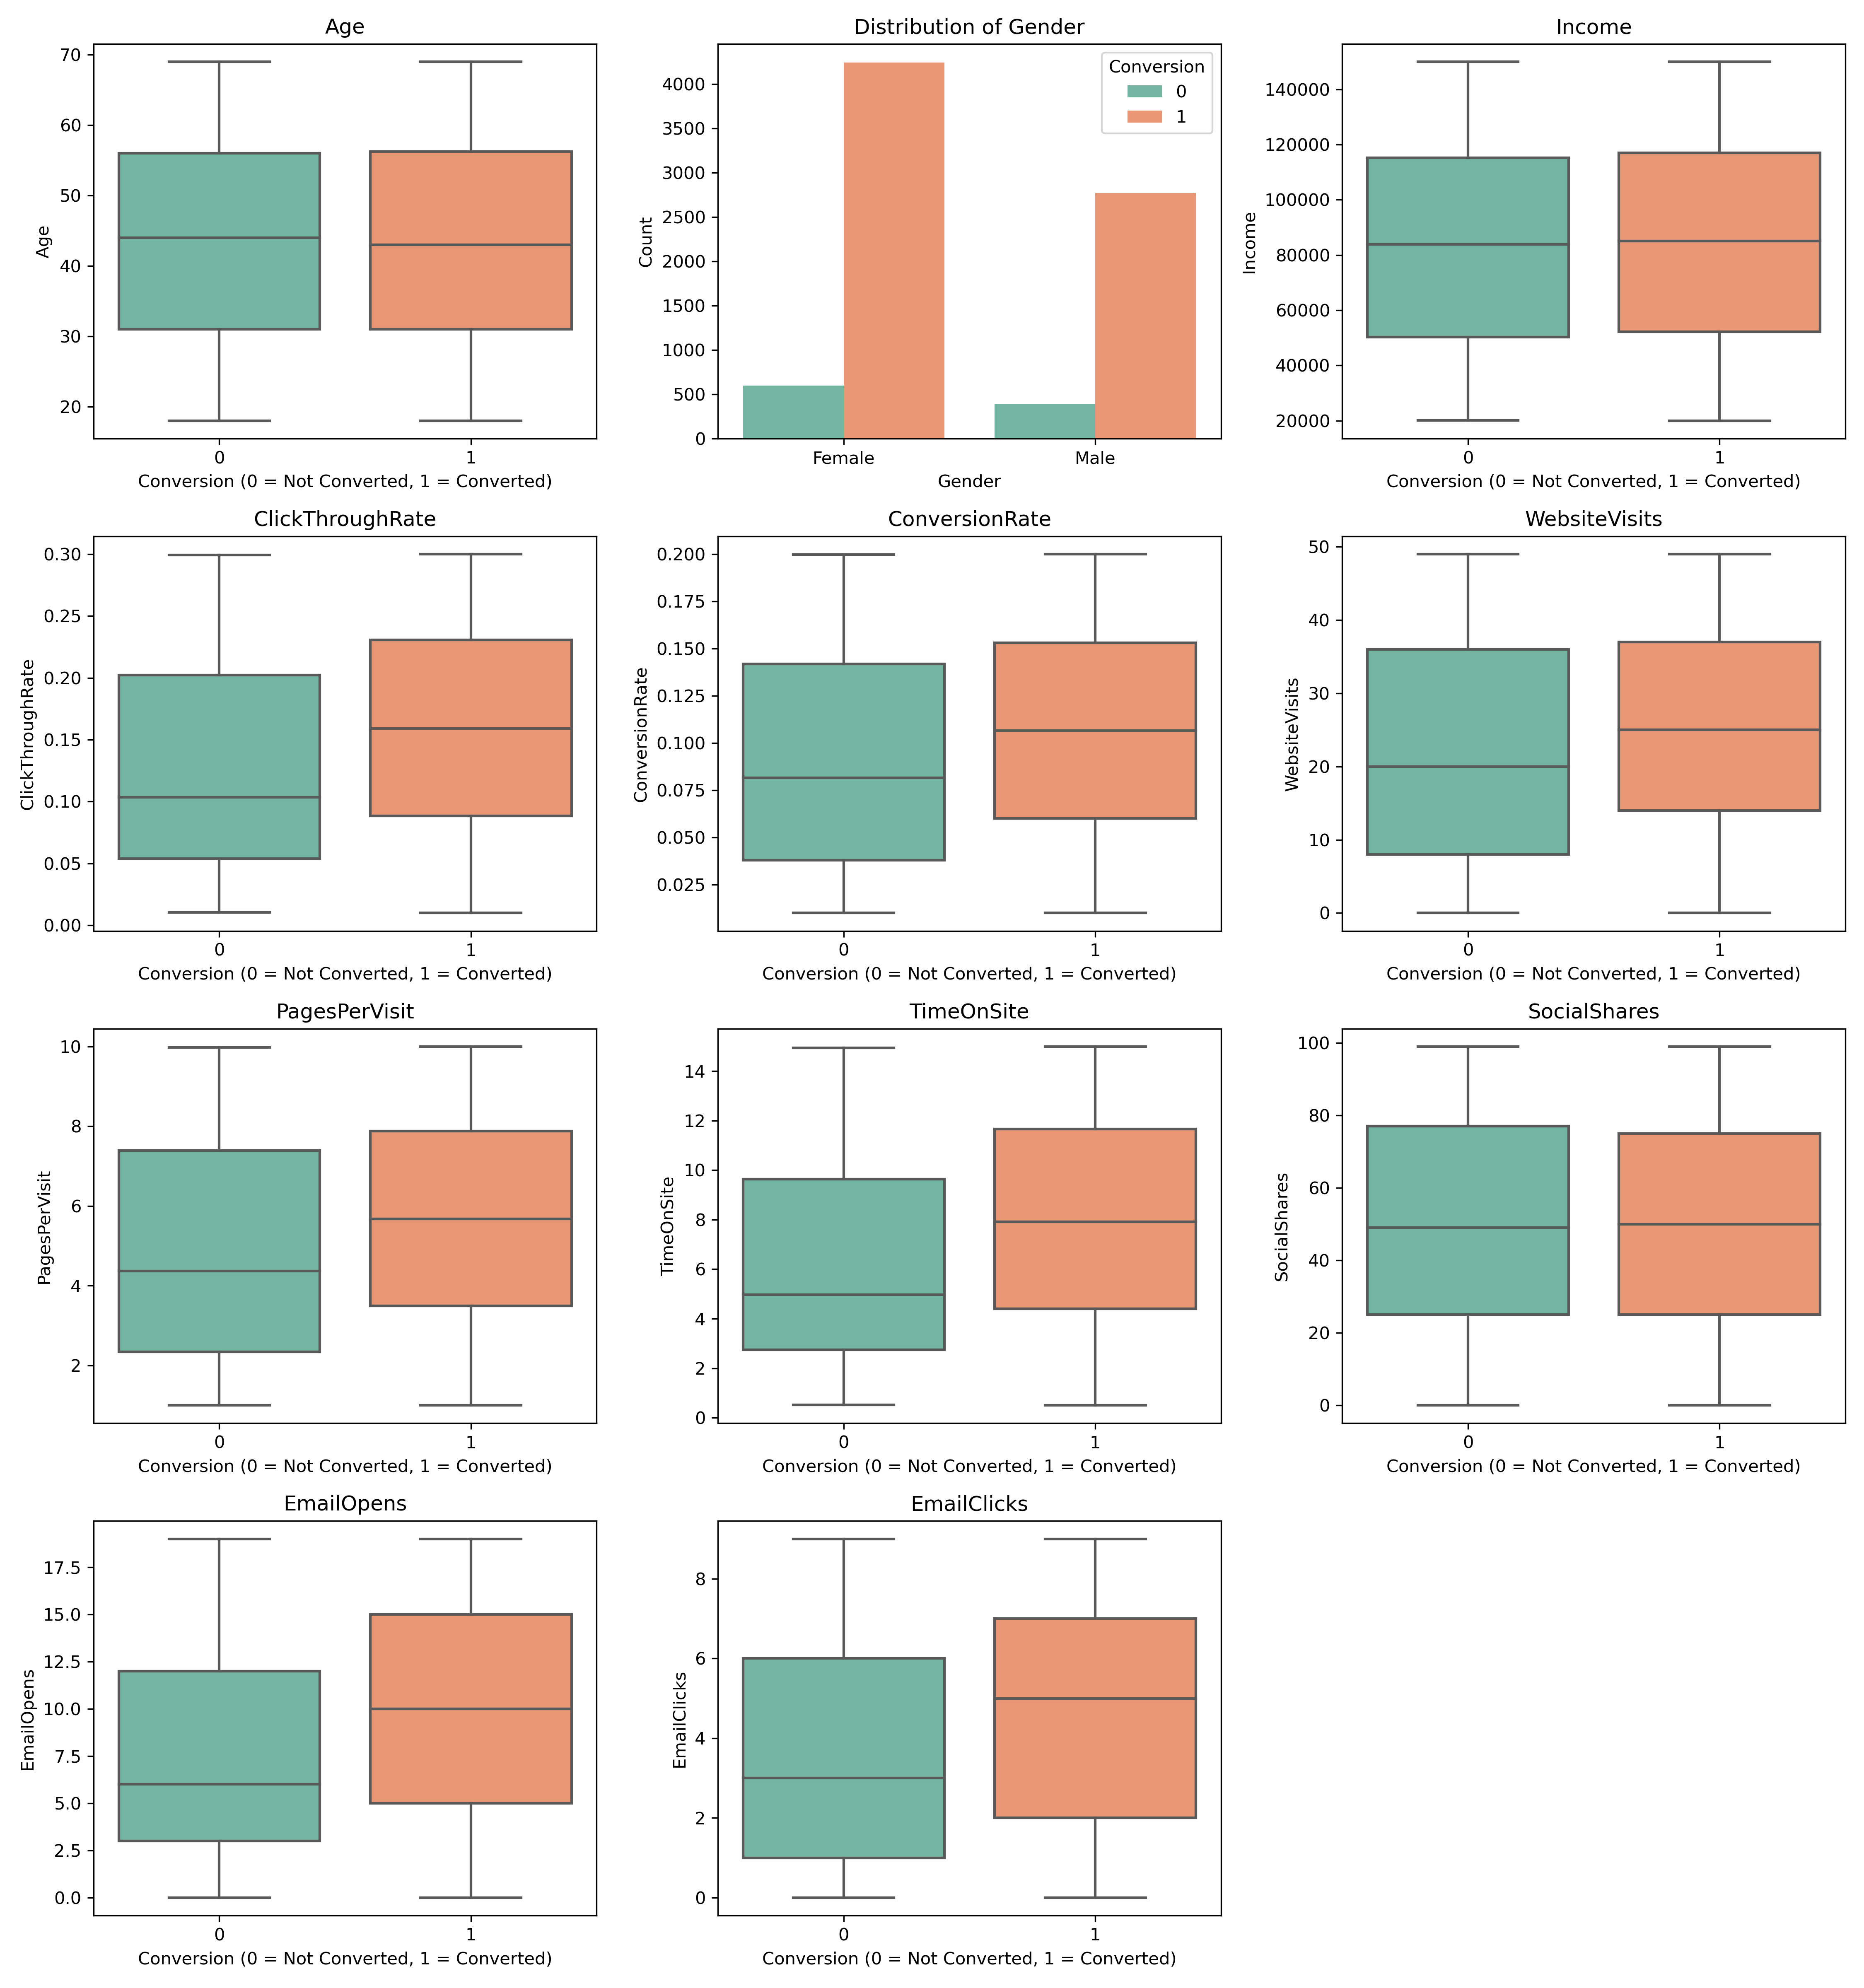 Age
70
60
50
40
30
20
Age
0 1
Conversion (0 = Not Converted, 1 = Converted)
Distribution of Gender
Conversion
0
1
4000
3500
3000
2500
2000
1500
1000
500
0
Count
Female Male
Gender
Income
140000
120000
100000
80000
60000
40000
20000
Income
0 1
Conversion (0 = Not Converted, 1 = Converted)
ClickThroughRate
0.30
0.25
0.20
0.15
0.10
0.05
0.00
ClickThroughRate
0 1
Conversion (0 = Not Converted, 1 = Converted)
ConversionRate
0.200
0.175
0.150
0.125
0.100
0.075
0.050
0.025
ConversionRate
0 1
Conversion (0 = Not Converted, 1 = Converted)
WebsiteVisits
50
40
30
20
10
0
WebsiteVisits
0 1
Conversion (0 = Not Converted, 1 = Converted)
PagesPerVisit
10
8
6
4
2
PagesPerVisit
0 1
Conversion (0 = Not Converted, 1 = Converted)
TimeOnSite
14
12
10
8
6
4
2
0
TimeOnSite
0 1
Conversion (0 = Not Converted, 1 = Converted)
SocialShares
100
80
60
40
20
0
SocialShares
0 1
Conversion (0 = Not Converted, 1 = Converted)
EmailOpens
17.5
15.0
12.5
10.0
7.5
5.0
2.5
0.0
EmailOpens
0 1
Conversion (0 = Not Converted, 1 = Converted)
EmailClicks
8
6
4
2
0
EmailClicks
0 1
Conversion (0 = Not Converted, 1 = Converted)